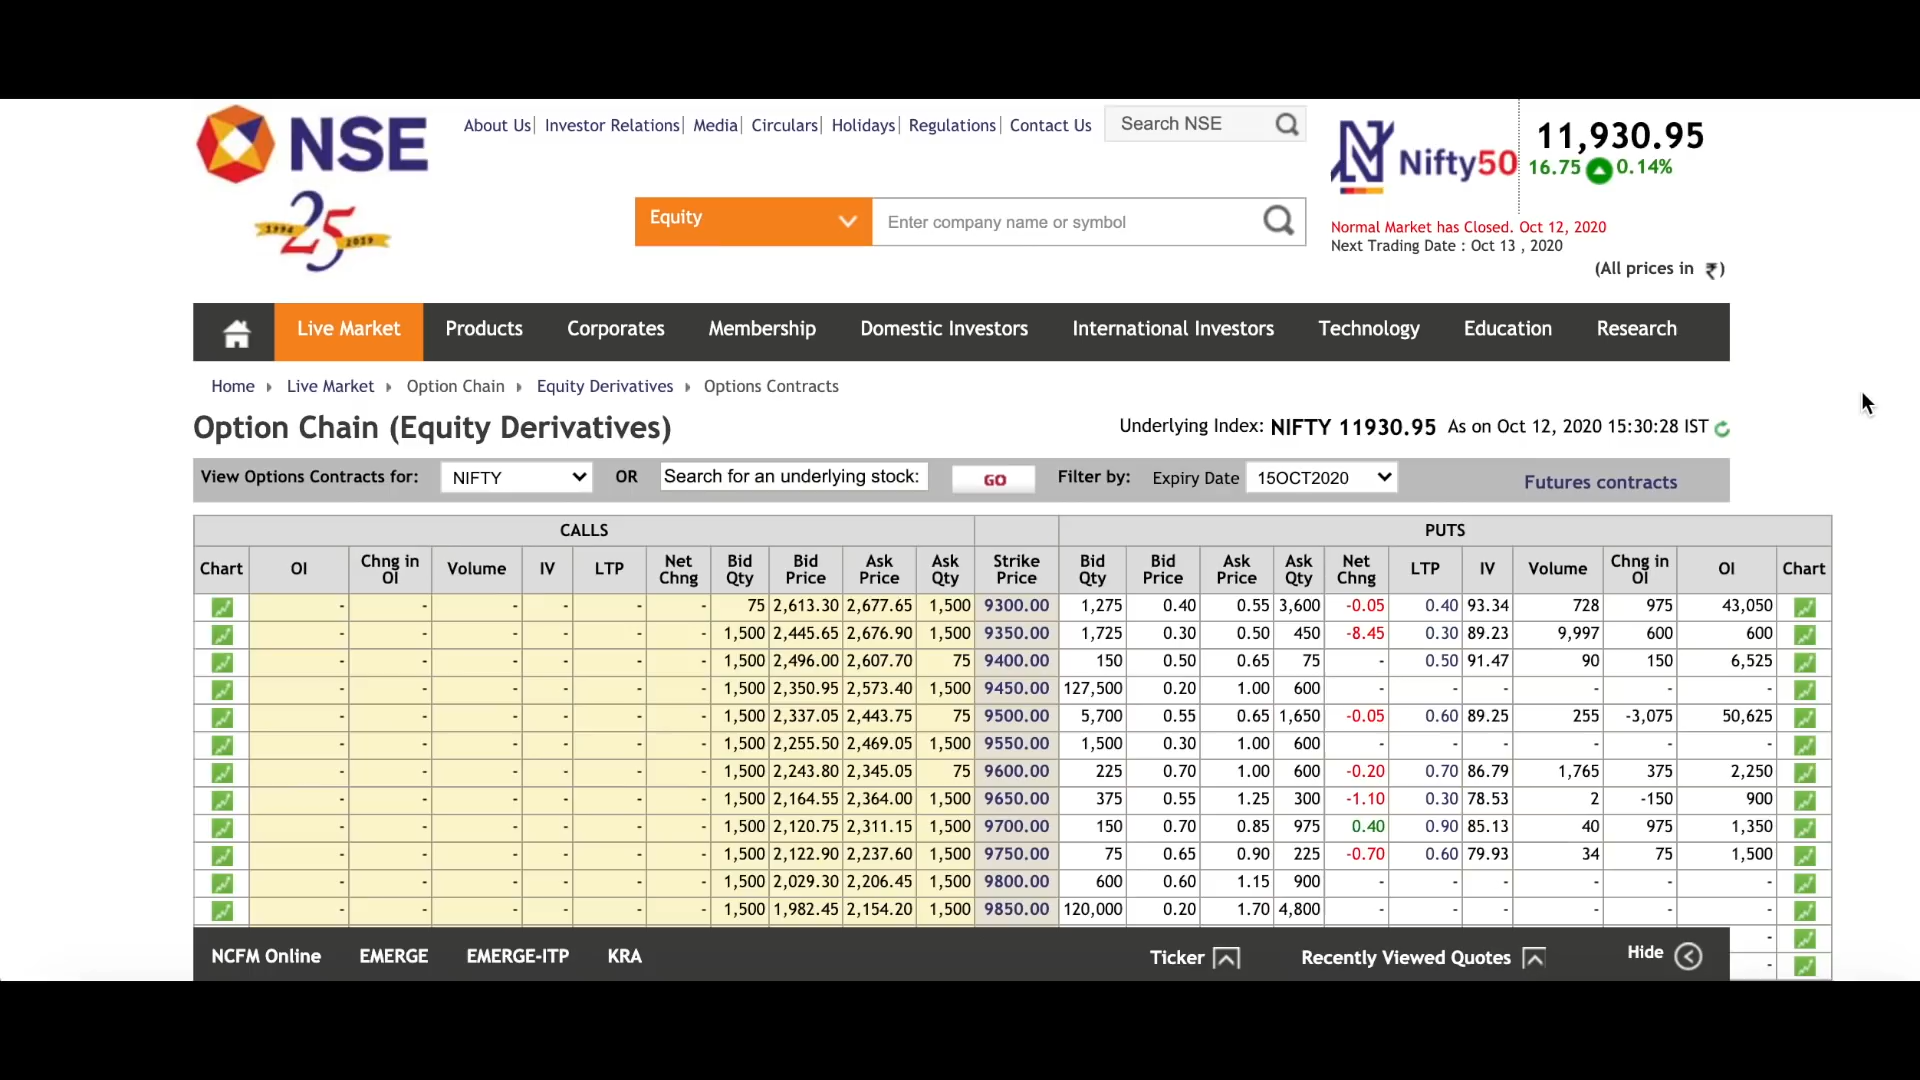 NSE
1994 25 2019
About Us| Investor Relations| Media| Circulars| Holidays| Regulations| Contact Us
Search NSE
Equity
Enter company name or symbol
Nifty50
11,930.95
16.75 0.14%
Normal Market has Closed. Oct 12, 2020
Next Trading Date : Oct 13 , 2020
(All prices in ₹)
Live Market Products Corporates Membership Domestic Investors International Investors Technology Education Research
Home Live Market Option Chain Equity Derivatives Options Contracts
Option Chain (Equity Derivatives)
Underlying Index: NIFTY 11930.95 As on Oct 12, 2020 15:30:28 IST
View Options Contracts for: NIFTY OR Search for an underlying stock: GO Filter by: Expiry Date 15OCT2020 Futures contracts
CALLS PUTS
Chart OI Chng in OI Volume IV LTP Net Chng Bid Qty Bid Price Ask Price Ask Qty Strike Price Bid Qty Bid Price Ask Price Ask Qty Net Chng LTP IV Volume Chng in OI OI Chart
- - - - - - 75 2,613.30 2,677.65 1,500 9300.00 1,275 0.40 0.55 3,600 -0.05 0.40 93.34 728 975 43,050
- - - - - - 1,500 2,445.65 2,676.90 1,500 9350.00 1,725 0.30 0.50 450 -8.45 0.30 89.23 9,997 600 600
- - - - - - 1,500 2,496.00 2,607.70 75 9400.00 150 0.50 0.65 75 - 0.50 91.47 90 150 6,525
- - - - - - 1,500 2,350.95 2,573.40 1,500 9450.00 127,500 0.20 1.00 600 - - - - - -
- - - - - - 1,500 2,337.05 2,443.75 75 9500.00 5,700 0.55 0.65 1,650 -0.05 0.60 89.25 255 -3,075 50,625
- - - - - - 1,500 2,255.50 2,469.05 1,500 9550.00 1,500 0.30 1.00 600 - - - - - -
- - - - - - 1,500 2,243.80 2,345.05 75 9600.00 225 0.70 1.00 600 -0.20 0.70 86.79 1,765 375 2,250
- - - - - - 1,500 2,164.55 2,364.00 1,500 9650.00 375 0.55 1.25 300 -1.10 0.30 78.53 2 -150 900
- - - - - - 1,500 2,120.75 2,311.15 1,500 9700.00 150 0.70 0.85 975 0.40 0.90 85.13 40 975 1,350
- - - - - - 1,500 2,122.90 2,237.60 1,500 9750.00 75 0.65 0.90 225 -0.70 0.60 79.93 34 75 1,500
- - - - - - 1,500 2,029.30 2,206.45 1,500 9800.00 600 0.60 1.15 900 - - - - - -
- - - - - - 1,500 1,982.45 2,154.20 1,500 9850.00 120,000 0.20 1.70 4,800 - - - - - -
-
-
NCFM Online EMERGE EMERGE-ITP KRA Ticker Recently Viewed Quotes Hide